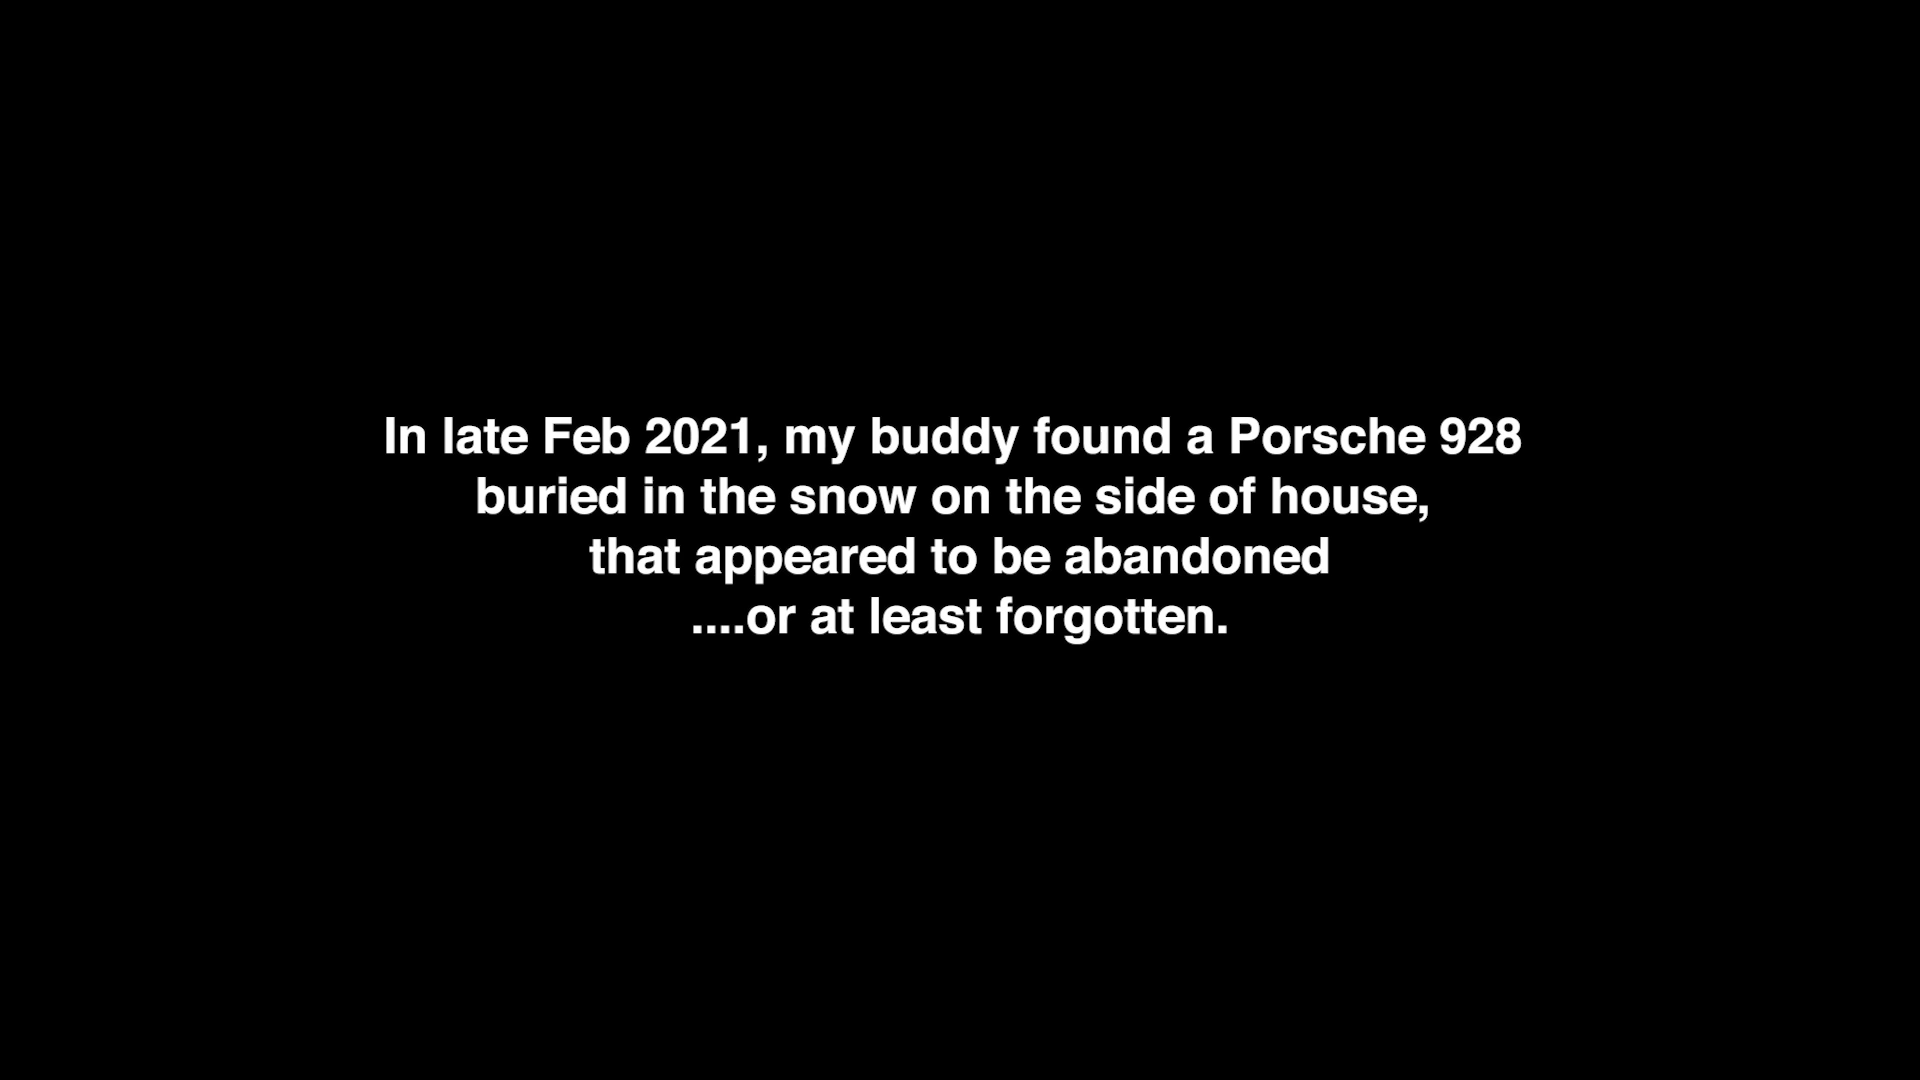 In late Feb 2021, my buddy found a Porsche 928
buried in the snow on the side of house,
that appeared to be abandoned
....or at least forgotten.